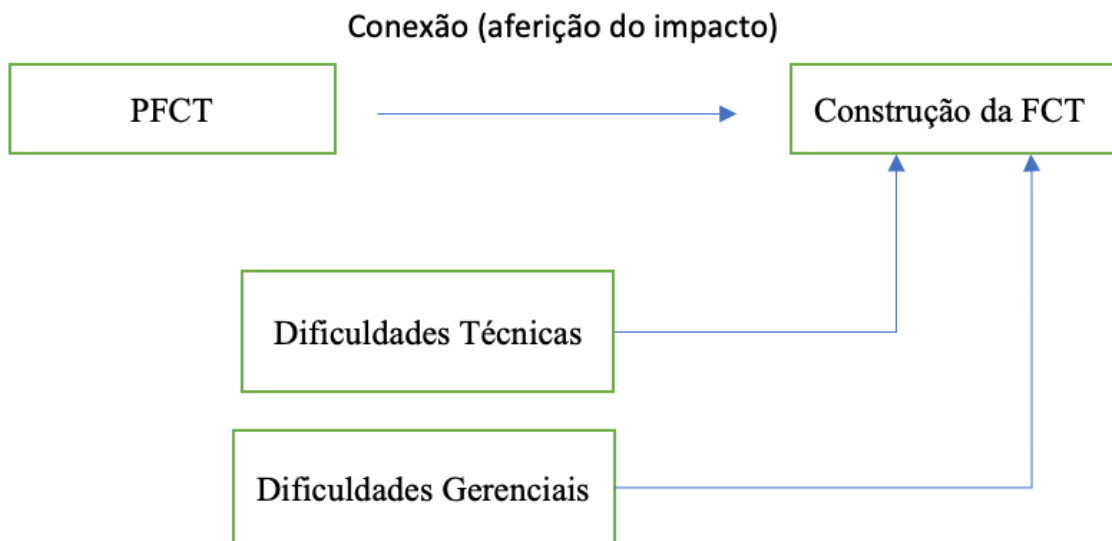 Conexão (aferição do impacto)
PFCT
Construção da FCT
Dificuldades Técnicas
Dificuldades Gerenciais